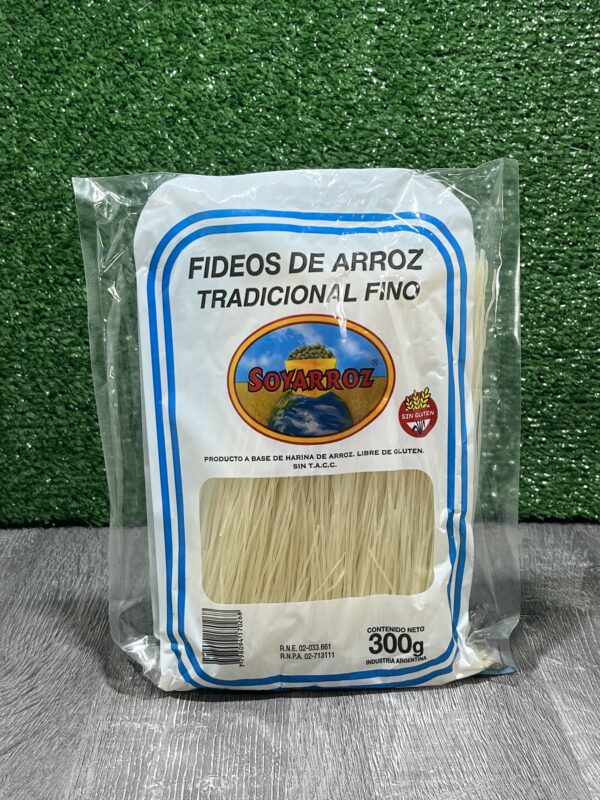 FIDEOS DE ARROZ
TRADICIONAL FINO
SOYARROZ®
SIN GLUTEN
PRODUCTO A BASE DE HARINA DE ARROZ. LIBRE DE GLUTEN.
SIN T.A.C.C.
7798094170268
R.N.E. 02-033.661
R.N.P.A. 02-713111
CONTENIDO NETO
300g
INDUSTRIA ARGENTINA